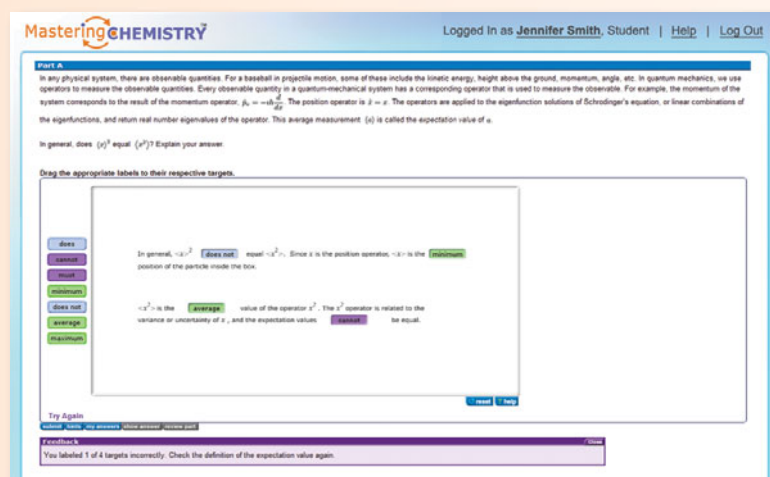 MasteringCHEMISTRY™
Logged In as Jennifer Smith, Student | Help | Log Out
Part A
In any physical system, there are observable quantities. For a baseball in projectile motion, some of these include the kinetic energy, height above the ground, momentum, angle, etc. In quantum mechanics, we use
operators to measure the observable quantities. Every observable quantity in a quantum-mechanical system has a corresponding operator that is used to measure the observable. For example, the momentum of the
system corresponds to the result of the momentum operator, p̂ₓ = −iħ d/dx. The position operator is x̂ = x. The operators are applied to the eigenfunction solutions of Schrodinger's equation, or linear combinations of
the eigenfunctions, and return real number eigenvalues of the operator. This average measurement ⟨a⟩ is called the expectation value of a.
In general, does ⟨x⟩² equal ⟨x²⟩? Explain your answer.
Drag the appropriate labels to their respective targets.
does
cannot
must
minimum
does not
average
maximum
In general, <x>² does not equal <x²>. Since x is the position operator, <x> is the minimum
position of the particle inside the box.
<x²> is the average value of the operator x². The x² operator is related to the
variance or uncertainty of x, and the expectation values cannot be equal.
reset ? help
Try Again
submit hints my answers show answer review part
Feedback Close
You labeled 1 of 4 targets incorrectly. Check the definition of the expectation value again.